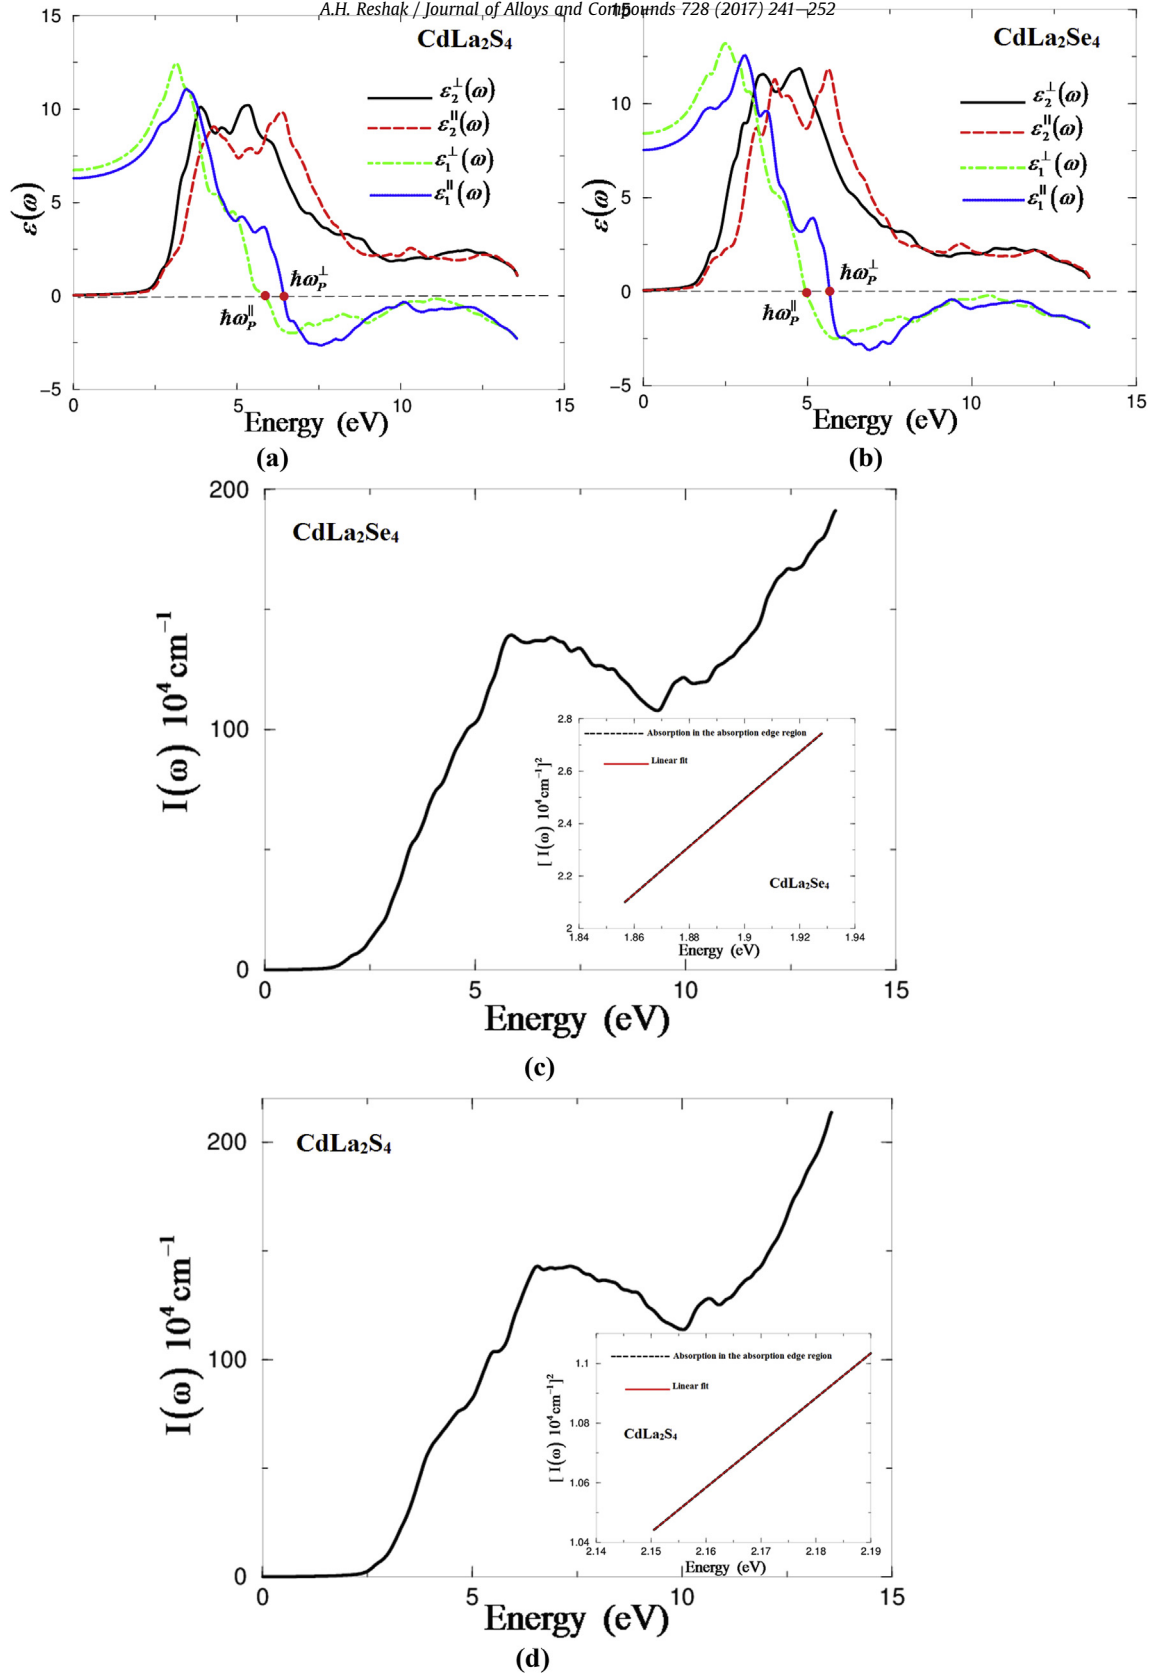 A.H. Reshak / Journal of Alloys and Compounds 728 (2017) 241—252
15
CdLa₂S₄
ε₂⊥(ω)
ε₂∥(ω)
ε₁⊥(ω)
ε₁∥(ω)
10
5
0
−5
ε(ω)
ħωₚ⊥
ħωₚ∥
0 5 10 15
Energy (eV)
(a)
15
CdLa₂Se₄
ε₂⊥(ω)
ε₂∥(ω)
ε₁⊥(ω)
ε₁∥(ω)
10
5
0
−5
ε(ω)
ħωₚ⊥
ħωₚ∥
0 5 10 15
Energy (eV)
(b)
200
CdLa₂Se₄
I(ω) 10⁴cm⁻¹
100
0
0 5 10 15
Energy (eV)
2.8
Absorption in the absorption edge region
2.6
Linear fit
[ I(ω) 10⁴cm⁻¹]²
2.4
2.2
CdLa₂Se₄
2
1.84 1.86 1.88 1.9 1.92 1.94
Energy (eV)
(c)
200
CdLa₂S₄
I(ω) 10⁴cm⁻¹
100
0
0 5 10 15
Energy (eV)
Absorption in the absorption edge region
1.1
Linear fit
[ I(ω) 10⁴cm⁻¹]²
1.08
CdLa₂S₄
1.06
1.04
2.14 2.15 2.16 2.17 2.18 2.19
Energy (eV)
(d)